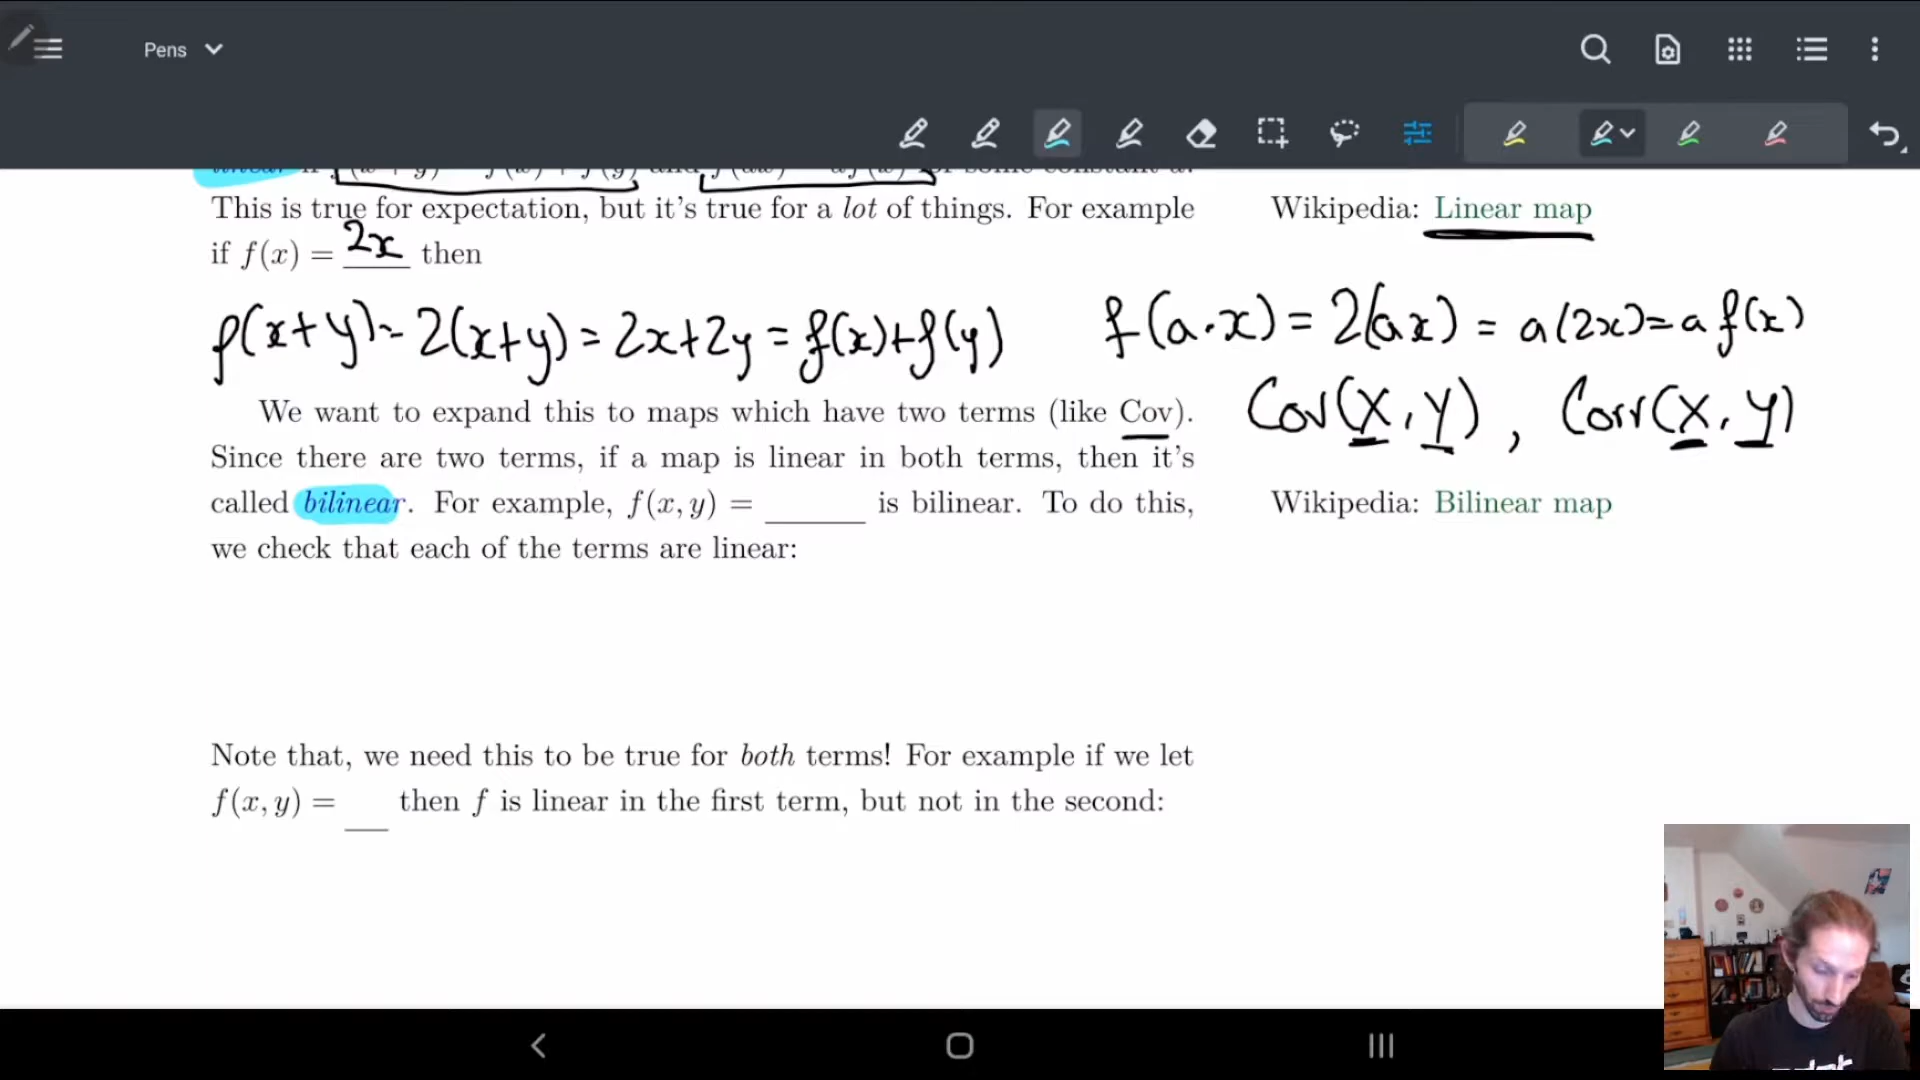 Pens
This is true for expectation, but it's true for a lot of things. For example
Wikipedia: Linear map
if f(x) = 2x then
f(x+y) = 2(x+y) = 2x+2y = f(x)+f(y)
f(a·x) = 2(ax) = a(2x) = a f(x)
We want to expand this to maps which have two terms (like Cov).
Cov(X,Y), Corr(X,Y)
Since there are two terms, if a map is linear in both terms, then it's
called bilinear. For example, f(x, y) = ______ is bilinear. To do this,
Wikipedia: Bilinear map
we check that each of the terms are linear:
Note that, we need this to be true for both terms! For example if we let
f(x, y) = ___ then f is linear in the first term, but not in the second: